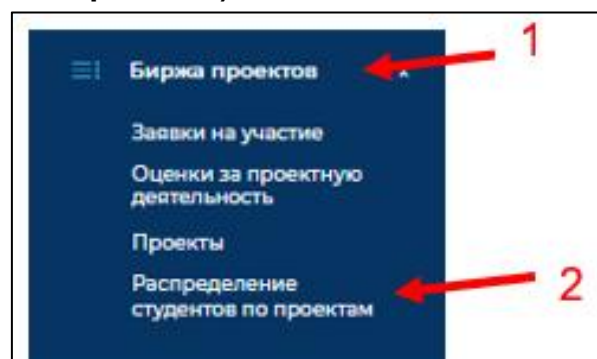 1
Биржа проектов
Заявки на участие
Оценки за проектную
деятельность
Проекты
Распределение
студентов по проектам
2